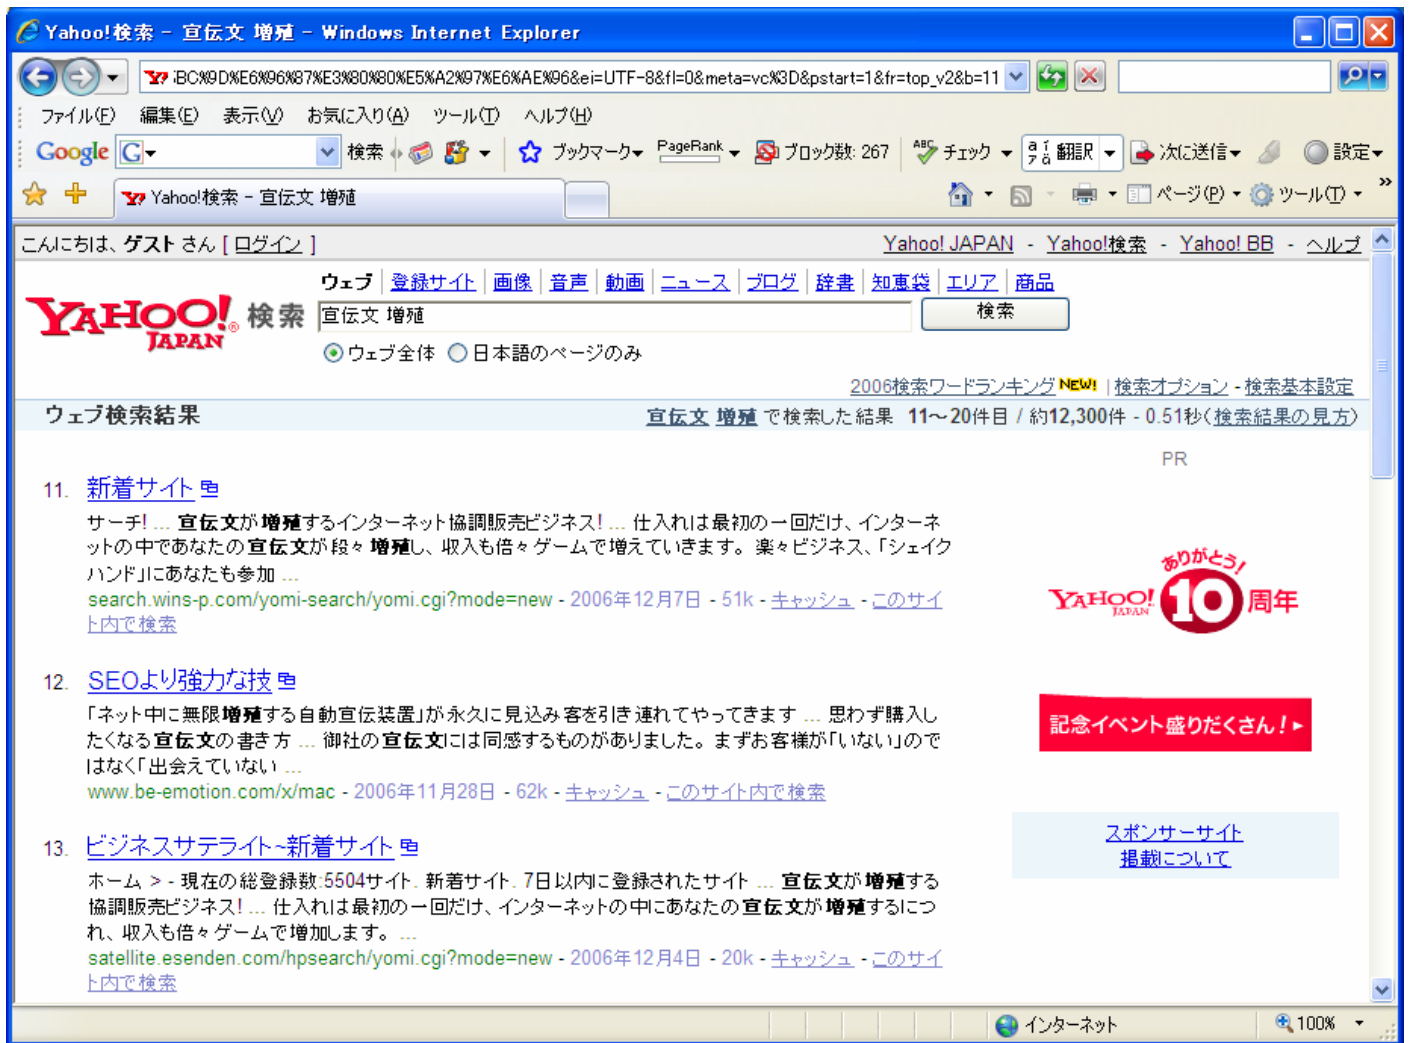 Yahoo!検索 - 宣伝文 増殖 - Windows Internet Explorer
:BC%9D%E6%96%87%E3%80%80%E5%A2%97%E6%AE%96&ei=UTF-8&fl=0&meta=vc%3D&pstart=1&fr=top_v2&b=11
ファイル(F) 編集(E) 表示(V) お気に入り(A) ツール(T) ヘルプ(H)
Google G 検索 ブックマーク PageRank ブロック数: 267 ABC チェック 翻訳 次に送信 設定
Yahoo!検索 - 宣伝文 増殖 ページ(P) ツール(T) »
こんにちは、ゲスト さん [ ログイン ] Yahoo! JAPAN - Yahoo!検索 - Yahoo! BB - ヘルプ
ウェブ | 登録サイト | 画像 | 音声 | 動画 | ニュース | ブログ | 辞書 | 知恵袋 | エリア | 商品
YAHOO! JAPAN 検索 宣伝文 増殖 検索
ウェブ全体 日本語のページのみ
2006検索ワードランキング NEW! | 検索オプション - 検索基本設定
ウェブ検索結果 宣伝文 増殖 で検索した結果 11～20件目 / 約12,300件 - 0.51秒(検索結果の見方)
PR
11. 新着サイト
サーチ! ... 宣伝文が増殖するインターネット協調販売ビジネス! ... 仕入れは最初の一回だけ、インターネ
ットの中であなたの宣伝文が段々増殖し、収入も倍々ゲームで増えていきます。楽々ビジネス、「シェイク
ハンド」にあなたも参加 ...
search.wins-p.com/yomi-search/yomi.cgi?mode=new - 2006年12月7日 - 51k - キャッシュ - このサイ
ト内で検索
ありがとう!
YAHOO! JAPAN 10 周年
12. SEOより強力な技
「ネット中に無限増殖する自動宣伝装置」が永久に見込み客を引き連れてやってきます ... 思わず購入し
たくなる宣伝文の書き方 ... 御社の宣伝文には同感するものがありました。まずお客様が「いない」ので
はなく「出会えていない ...
www.be-emotion.com/x/mac - 2006年11月28日 - 62k - キャッシュ - このサイト内で検索
記念イベント盛りだくさん!
13. ビジネスサテライト~新着サイト
ホーム > - 現在の総登録数:5504サイト. 新着サイト. 7日以内に登録されたサイト ... 宣伝文が増殖する
協調販売ビジネス! ... 仕入れは最初の一回だけ、インターネットの中にあなたの宣伝文が増殖するにつ
れ、収入も倍々ゲームで増加します。 ...
satellite.esenden.com/hpsearch/yomi.cgi?mode=new - 2006年12月4日 - 20k - キャッシュ - このサイ
ト内で検索
スポンサーサイト
掲載について
インターネット 100%